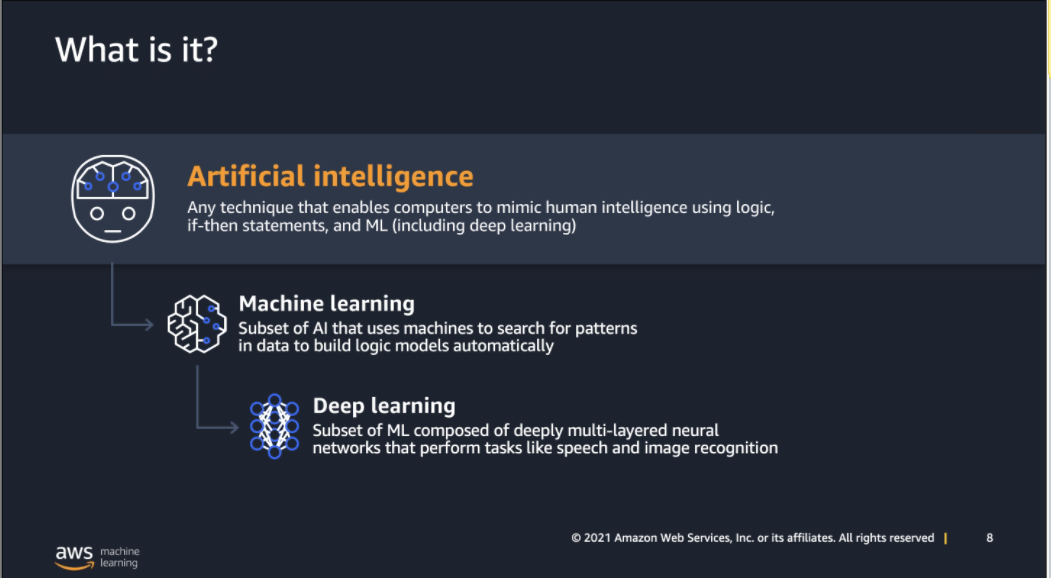 What is it?
Artificial intelligence
Any technique that enables computers to mimic human intelligence using logic,
if-then statements, and ML (including deep learning)
Machine learning
Subset of AI that uses machines to search for patterns
in data to build logic models automatically
Deep learning
Subset of ML composed of deeply multi-layered neural
networks that perform tasks like speech and image recognition
© 2021 Amazon Web Services, Inc. or its affiliates. All rights reserved | 8
aws machine
learning